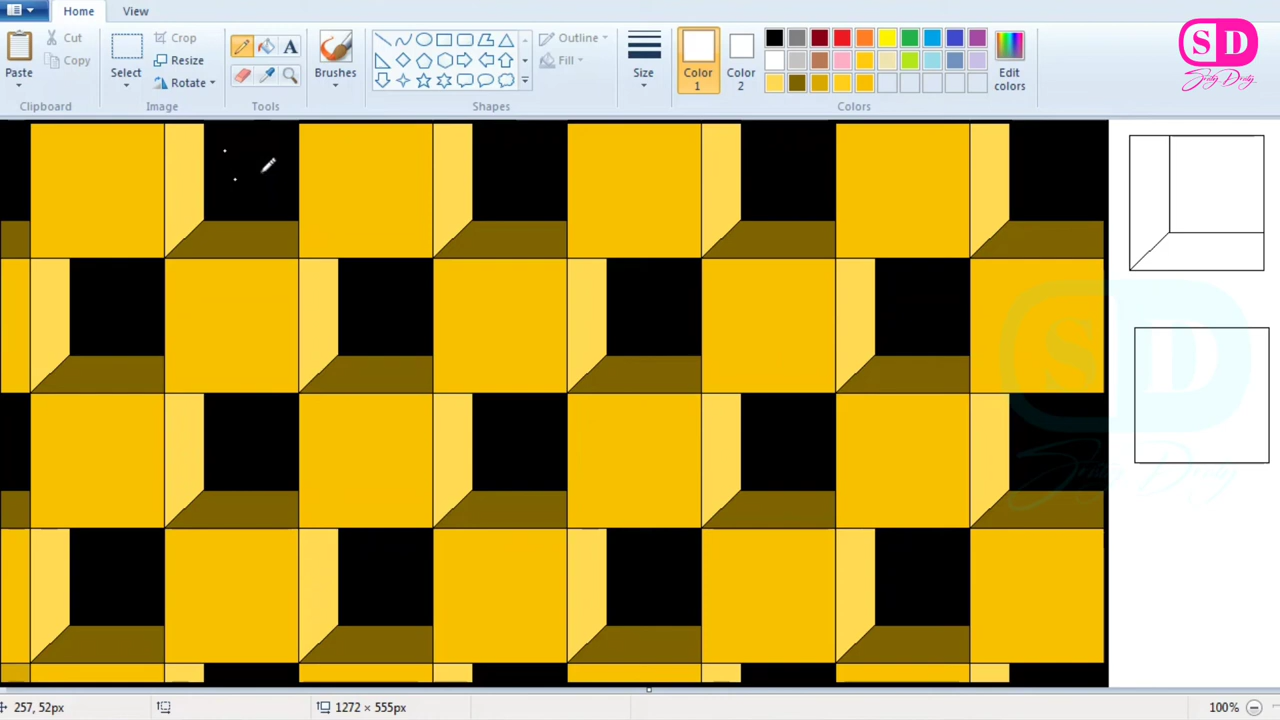 Home
View
Paste
Cut
Copy
Clipboard
Select
Crop
Resize
Rotate
Image
A
Tools
Brushes
Outline
Fill
Shapes
Size
Color
1
Color
2
Edit
colors
Colors
S D
S D
257, 52px
1272 × 555px
100%